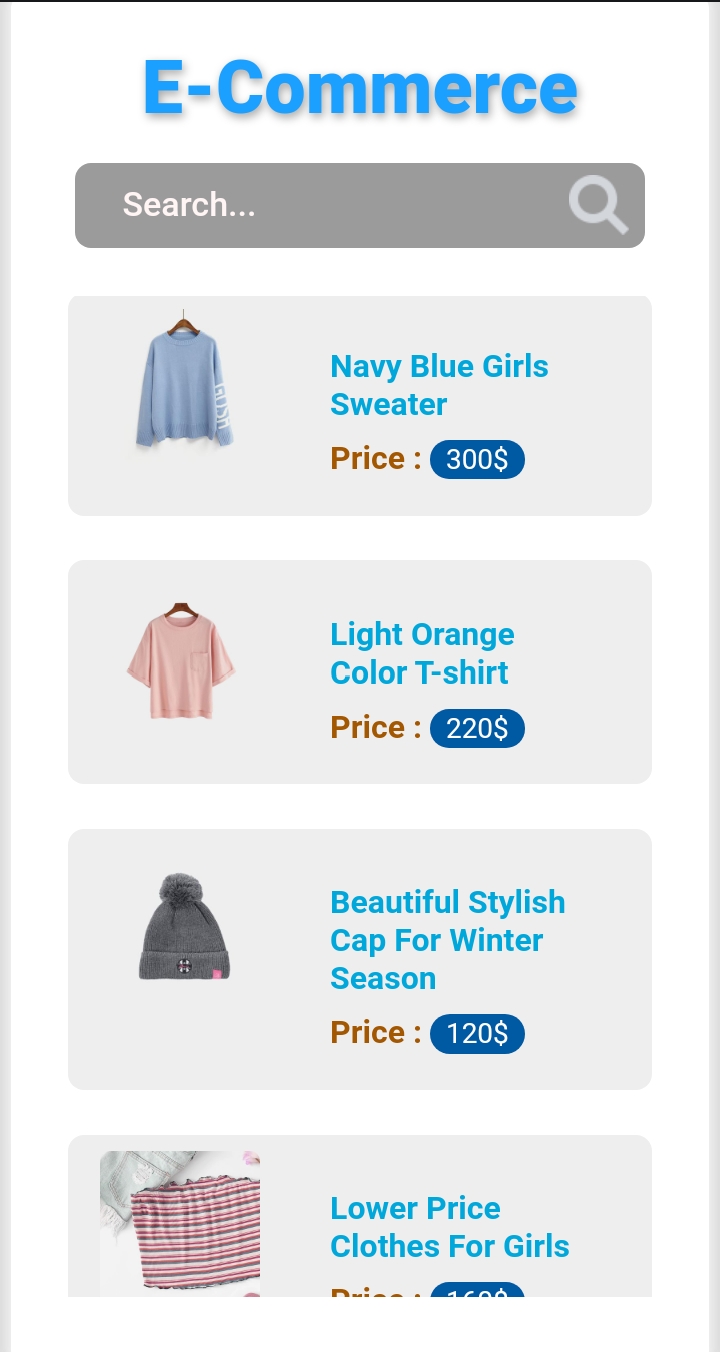 E-Commerce
Search...
Navy Blue Girls
Sweater
Price : 300$
Light Orange
Color T-shirt
Price : 220$
Beautiful Stylish
Cap For Winter
Season
Price : 120$
Lower Price
Clothes For Girls
Price :